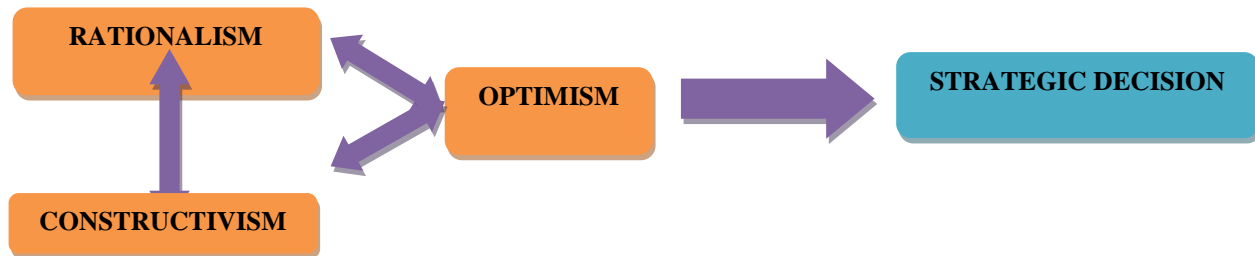 RATIONALISM
OPTIMISM
STRATEGIC DECISION
CONSTRUCTIVISM